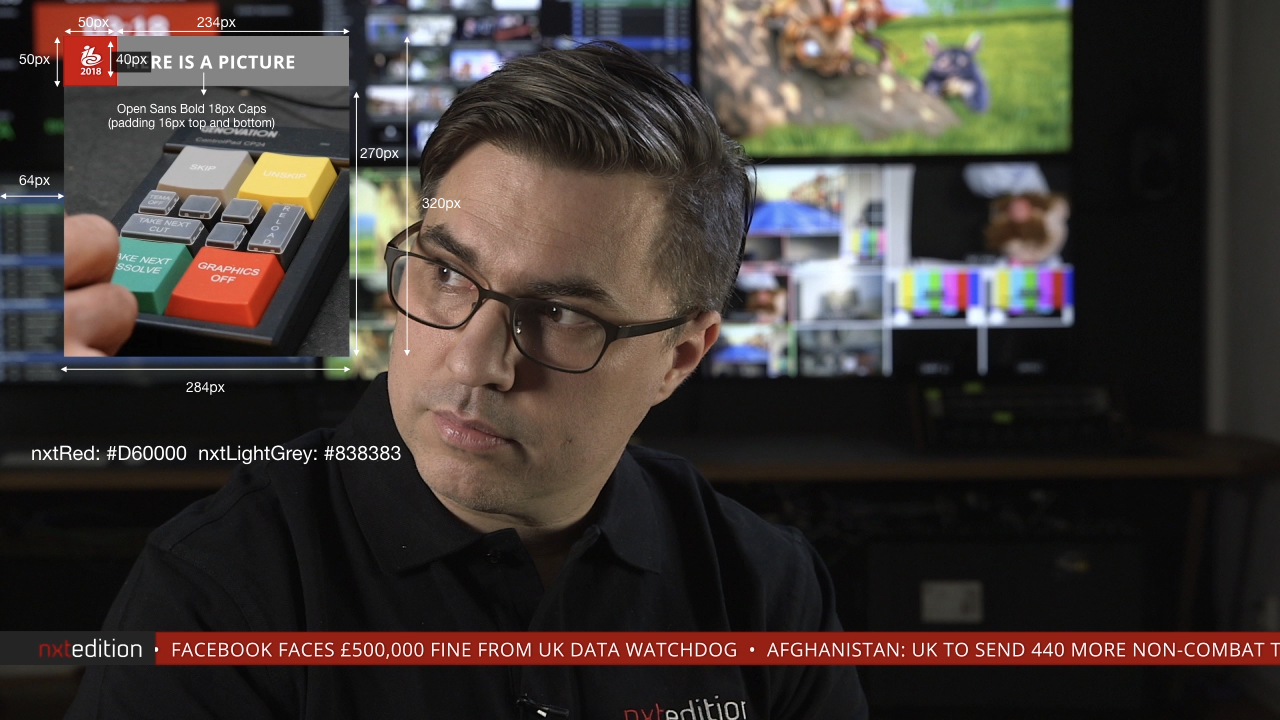 50px
234px
50px
40px
2018
RE IS A PICTURE
Open Sans Bold 18px Caps
(padding 16px top and bottom)
ControlPad CP24
SKIP
UNSKIP
270px
64px
320px
TAKE NEXT
CUT
RELOAD
AKE NEXT
SSOLVE
GRAPHICS
OFF
284px
nxtRed: #D60000 nxtLightGrey: #838383
nxtedition • FACEBOOK FACES £500,000 FINE FROM UK DATA WATCHDOG • AFGHANISTAN: UK TO SEND 440 MORE NON-COMBAT T
nxtedition